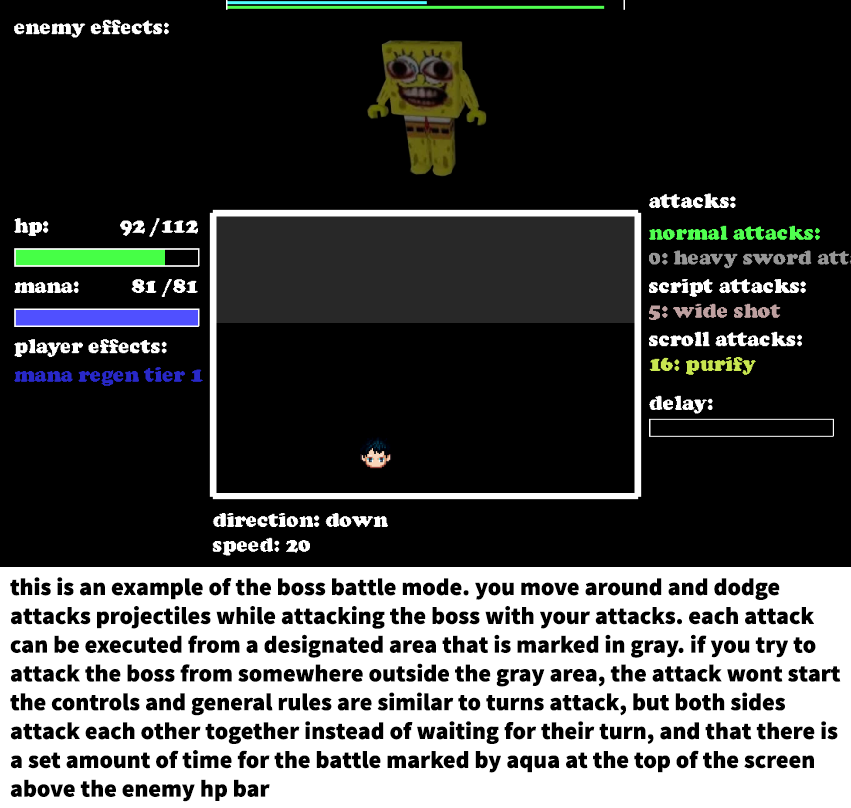 enemy effects:
attacks:
hp: 92/112
normal attacks:
0: heavy sword att
mana: 81/81
script attacks:
5: wide shot
player effects:
scroll attacks:
mana regen tier 1
16: purify
delay:
direction: down
speed: 20
this is an example of the boss battle mode. you move around and dodge
attacks projectiles while attacking the boss with your attacks. each attack
can be executed from a designated area that is marked in gray. if you try to
attack the boss from somewhere outside the gray area, the attack wont start
the controls and general rules are similar to turns attack, but both sides
attack each other together instead of waiting for their turn, and that there is
a set amount of time for the battle marked by aqua at the top of the screen
above the enemy hp bar